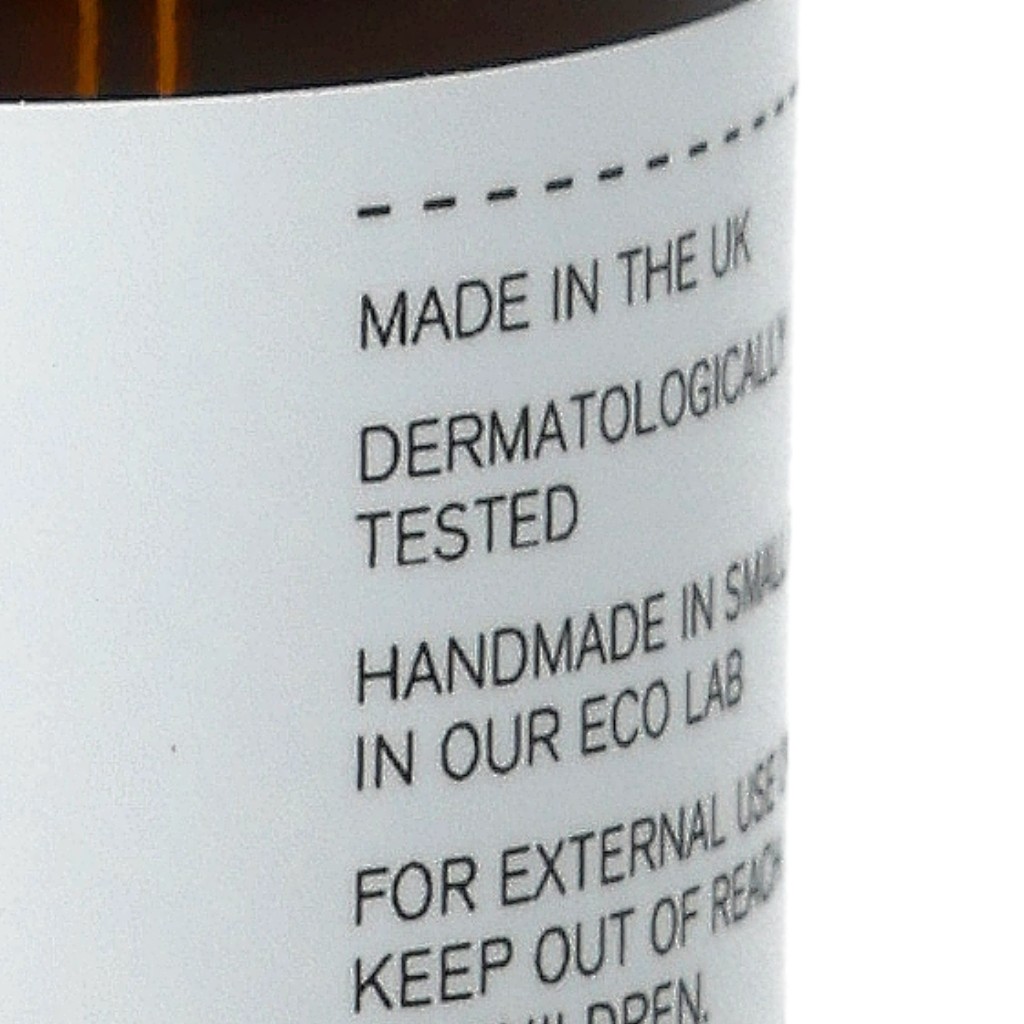 MADE IN THE UK
DERMATOLOGICALLY
TESTED
HANDMADE IN SMALL
IN OUR ECO LAB
FOR EXTERNAL USE
KEEP OUT OF REACH
CHILDREN.